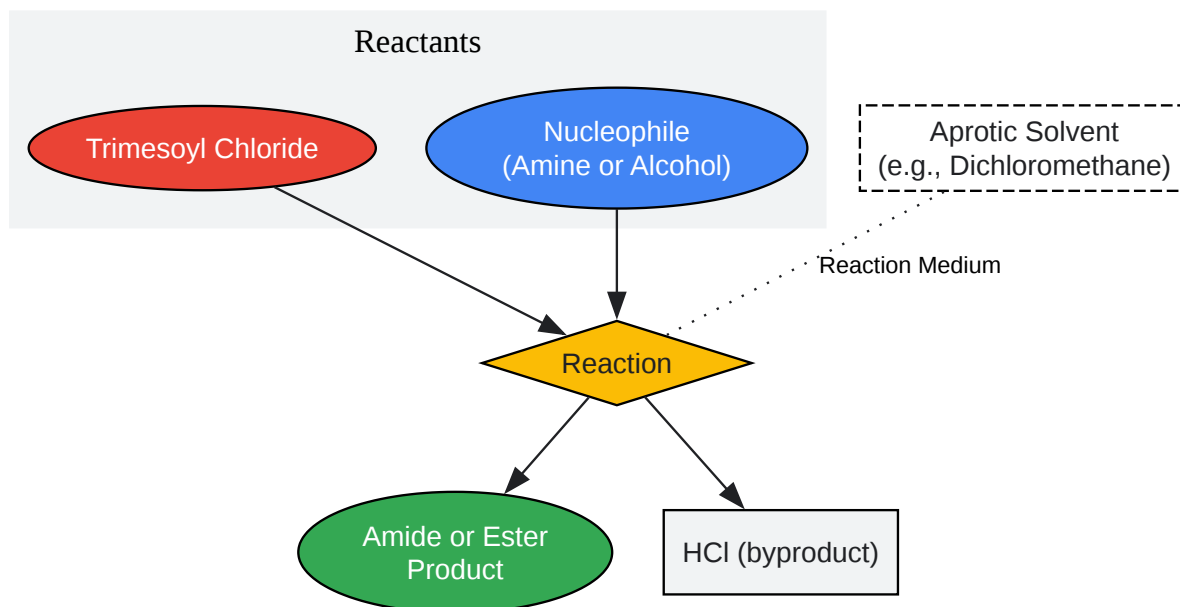 Reactants
Trimesoyl Chloride
Nucleophile
(Amine or Alcohol)
Aprotic Solvent
(e.g., Dichloromethane)
Reaction Medium
Reaction
Amide or Ester
Product
HCl (byproduct)